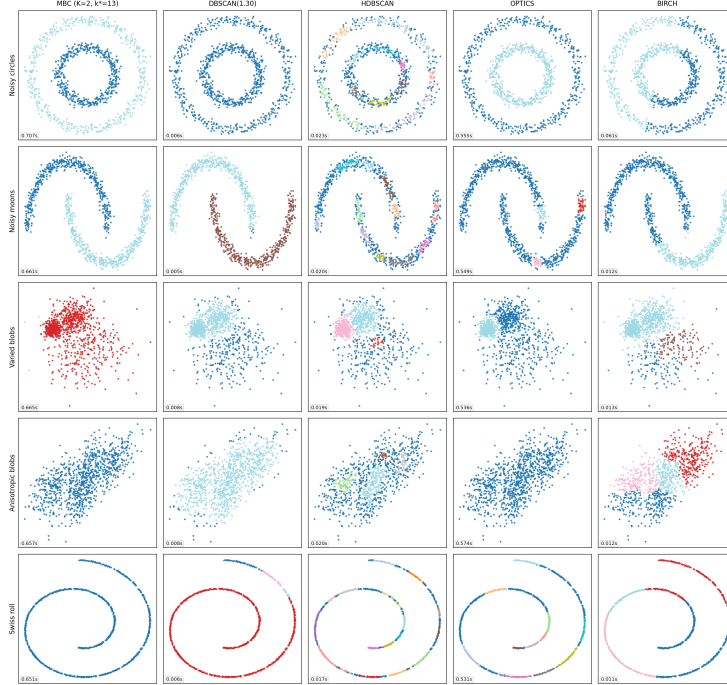 MBC (K=2, k*=13) DBSCAN(1.30) HDBSCAN OPTICS BIRCH
Noisy circles
0.707s 0.006s 0.023s 0.555s 0.061s
Noisy moons
0.661s 0.005s 0.020s 0.549s 0.012s
Varied blobs
0.665s 0.008s 0.019s 0.536s 0.013s
Anisotropic blobs
0.657s 0.008s 0.020s 0.574s 0.012s
Swiss roll
0.651s 0.006s 0.017s 0.531s 0.011s